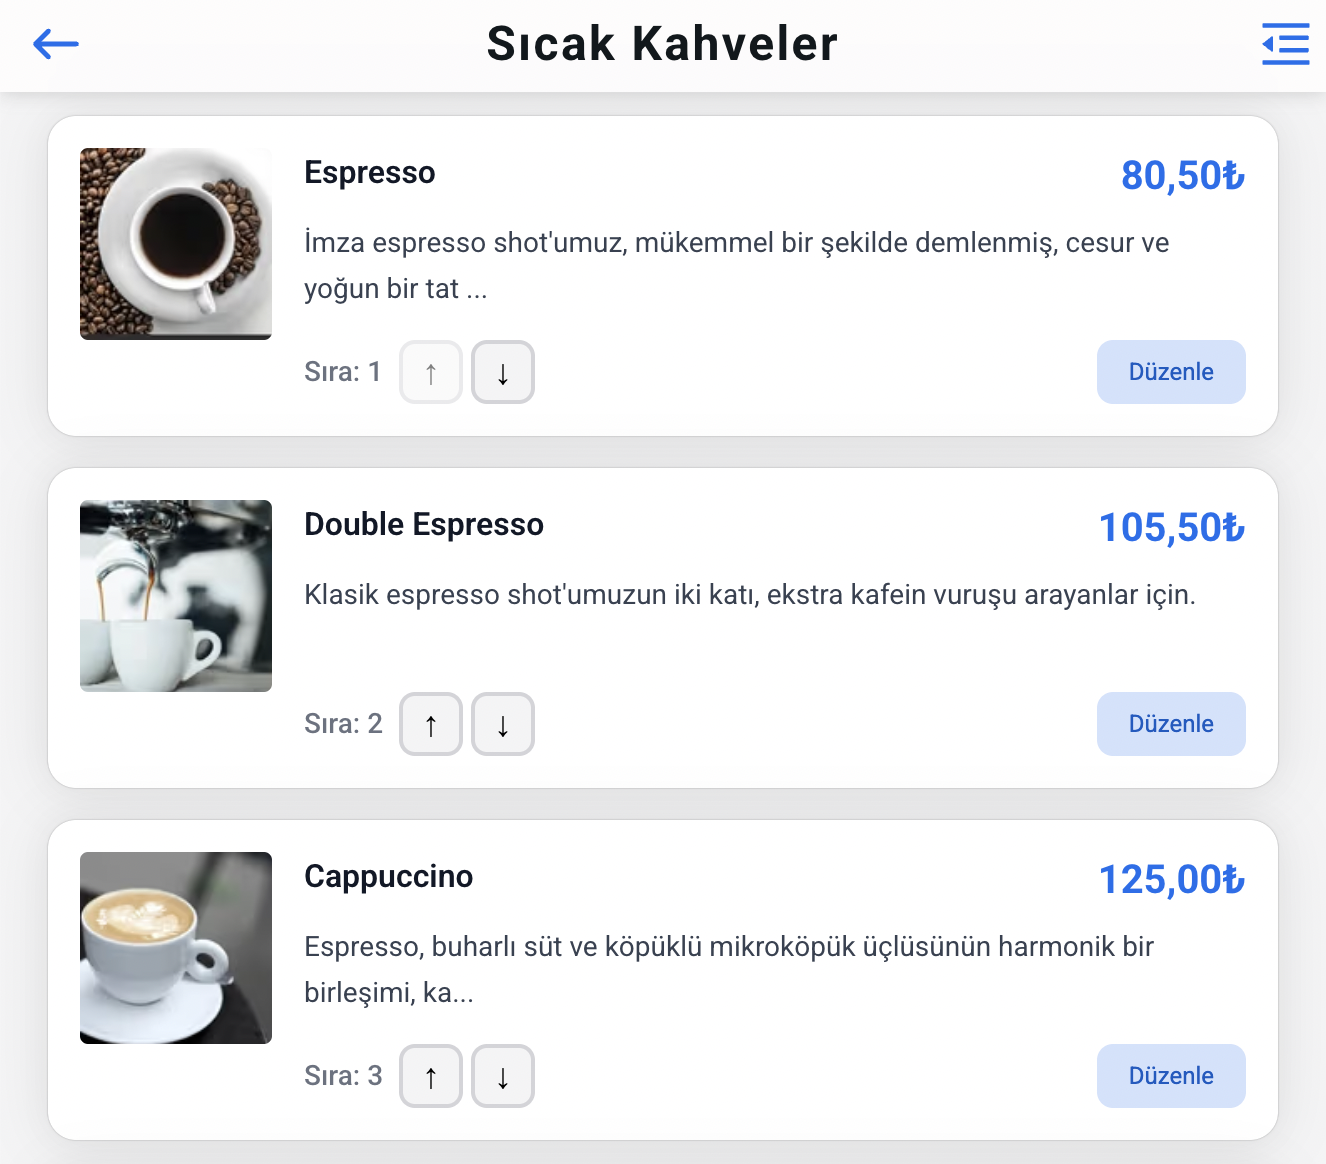 Sıcak Kahveler
Espresso
80,50₺
İmza espresso shot'umuz, mükemmel bir şekilde demlenmiş, cesur ve
yoğun bir tat ...
Sıra: 1 ↑ ↓
Düzenle
Double Espresso
105,50₺
Klasik espresso shot'umuzun iki katı, ekstra kafein vuruşu arayanlar için.
Sıra: 2 ↑ ↓
Düzenle
Cappuccino
125,00₺
Espresso, buharlı süt ve köpüklü mikroköpük üçlüsünün harmonik bir
birleşimi, ka...
Sıra: 3 ↑ ↓
Düzenle